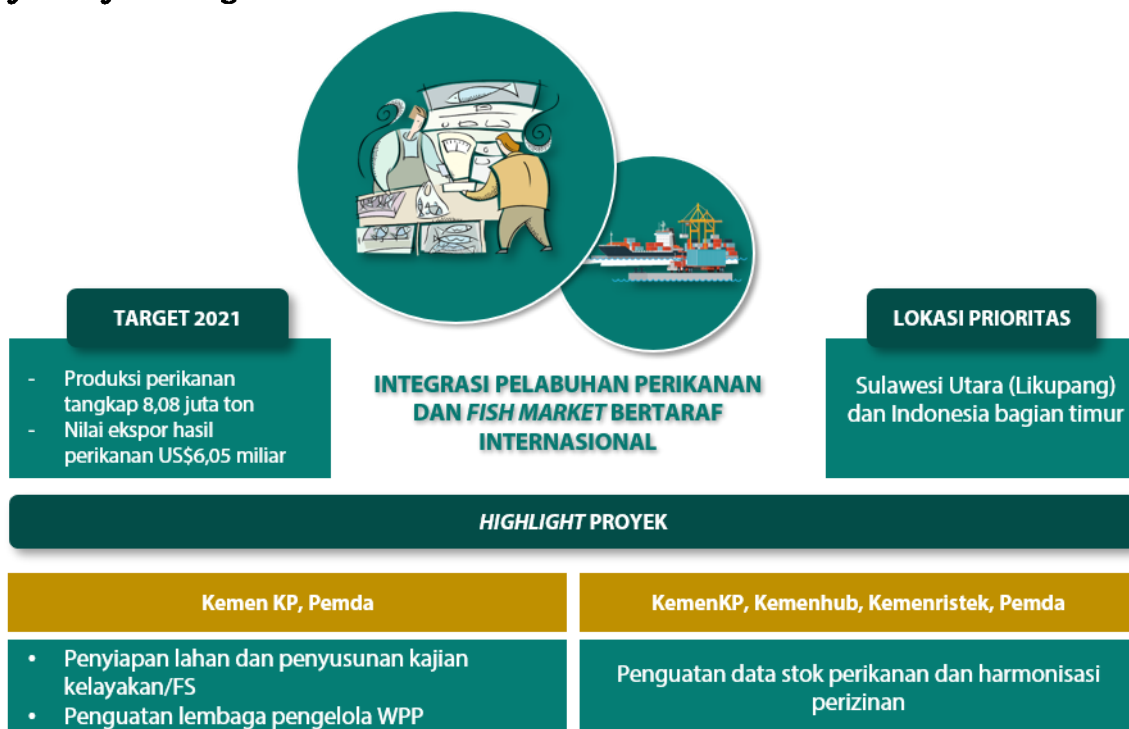 TARGET 2021
- Produksi perikanan
tangkap 8,08 juta ton
- Nilai ekspor hasil
perikanan US$6,05 miliar
INTEGRASI PELABUHAN PERIKANAN
DAN FISH MARKET BERTARAF
INTERNASIONAL
LOKASI PRIORITAS
Sulawesi Utara (Likupang)
dan Indonesia bagian timur
HIGHLIGHT PROYEK
Kemen KP, Pemda
• Penyiapan lahan dan penyusunan kajian
kelayakan/FS
• Penguatan lembaga pengelola WPP
KemenKP, Kemenhub, Kemenristek, Pemda
Penguatan data stok perikanan dan harmonisasi
perizinan